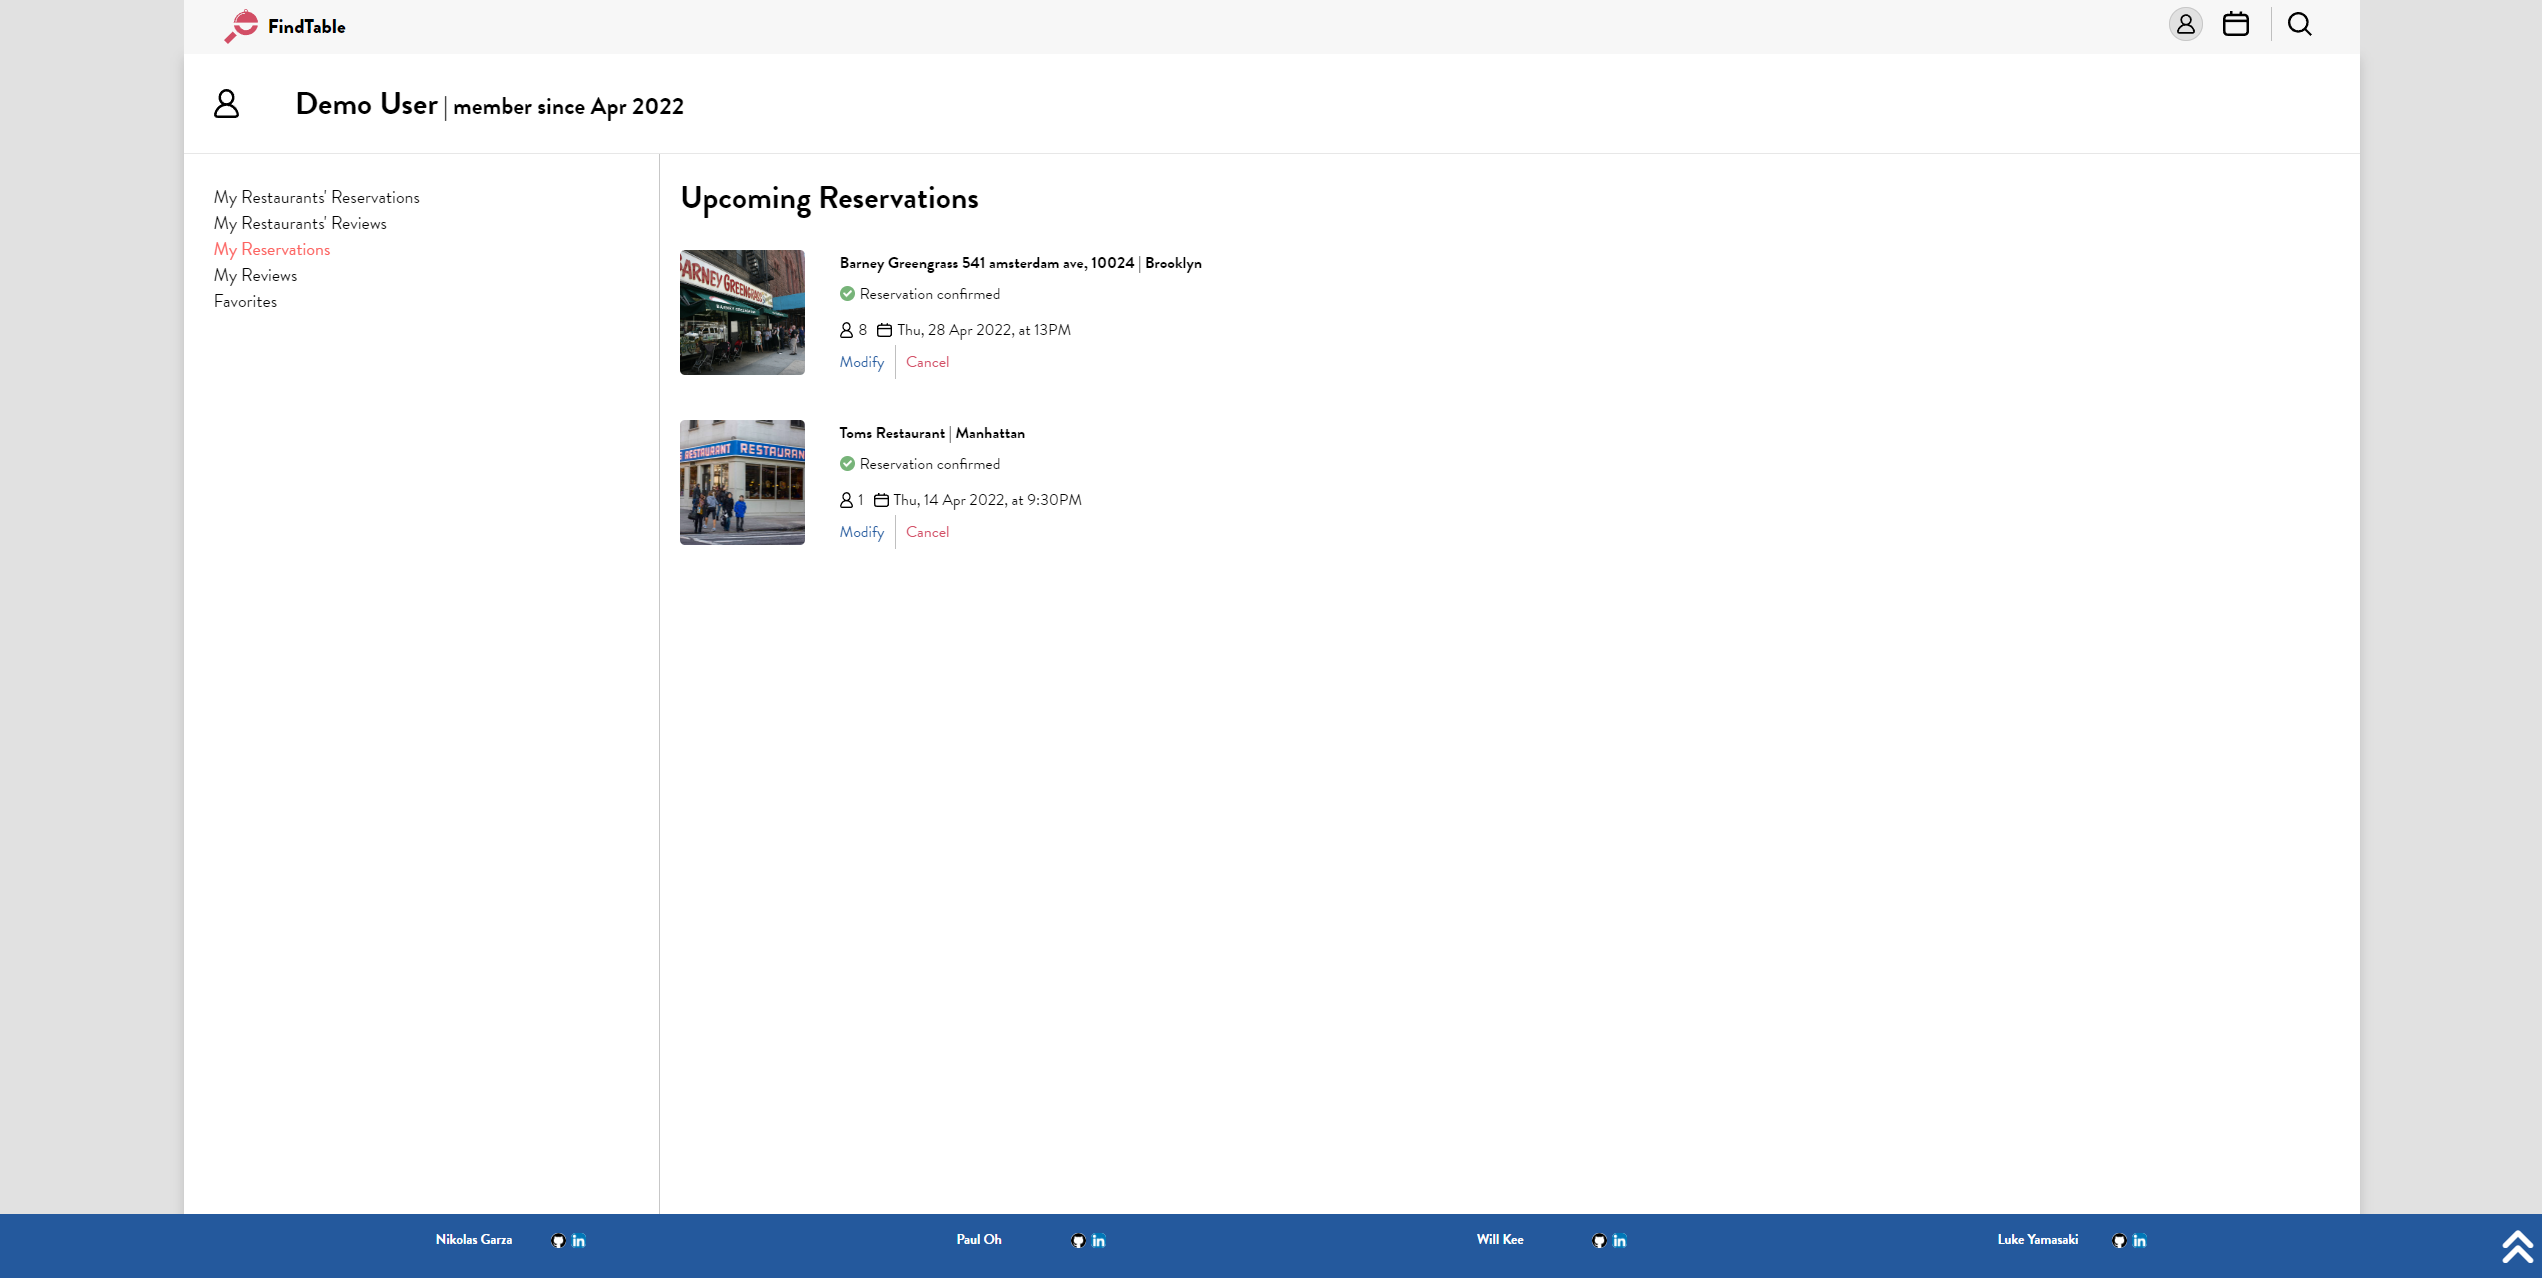 FindTable
Demo User | member since Apr 2022
My Restaurants' Reservations
My Restaurants' Reviews
My Reservations
My Reviews
Favorites
Upcoming Reservations
BARNEY GREENGRASS
Barney Greengrass 541 amsterdam ave, 10024 | Brooklyn
Reservation confirmed
8 Thu, 28 Apr 2022, at 13PM
Modify | Cancel
RESTAURANT RESTAURAN
Toms Restaurant | Manhattan
Reservation confirmed
1 Thu, 14 Apr 2022, at 9:30PM
Modify | Cancel
Nikolas Garza in Paul Oh in Will Kee in Luke Yamasaki in